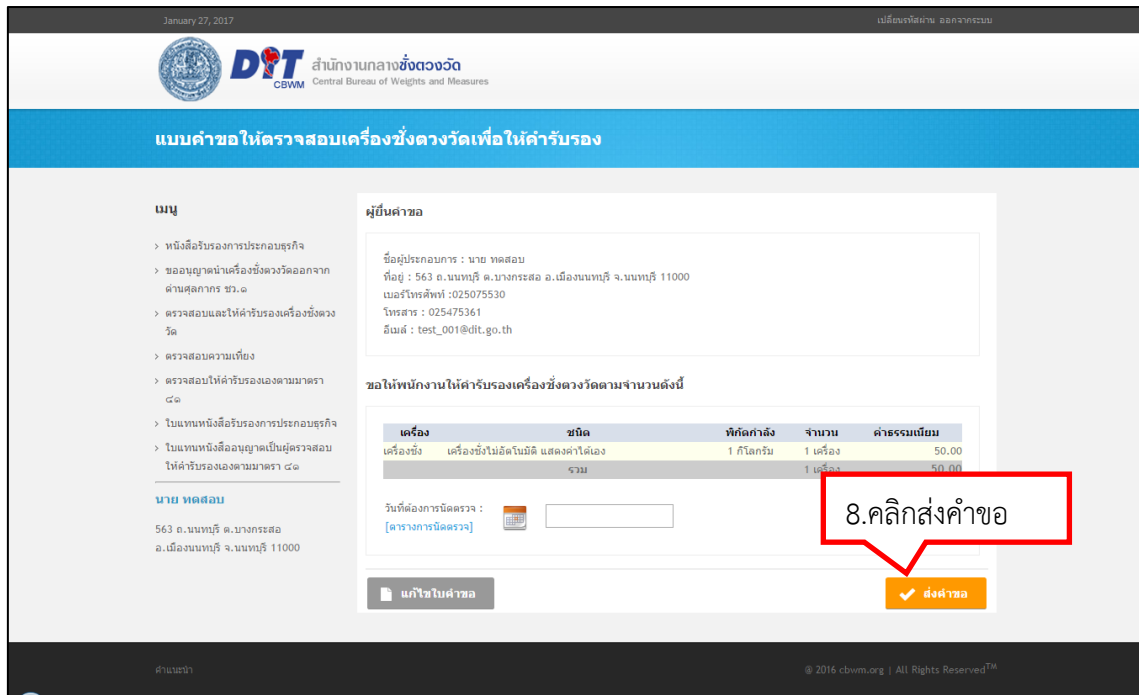 January 27, 2017
เปลี่ยนรหัสผ่าน ออกจากระบบ
DIT
CBWM
สำนักงานกลางชั่งตวงวัด
Central Bureau of Weights and Measures
แบบคำขอให้ตรวจสอบเครื่องชั่งตวงวัดเพื่อให้คำรับรอง
เมนู
› หนังสือรับรองการประกอบธุรกิจ
› ขออนุญาตนำเครื่องชั่งตวงวัดออกจาก
ด่านศุลกากร ชว.๑
› ตรวจสอบและให้คำรับรองเครื่องชั่งตวง
วัด
› ตรวจสอบความเที่ยง
› ตรวจสอบให้คำรับรองเองตามมาตรา
๔๑
› ใบแทนหนังสือรับรองการประกอบธุรกิจ
› ใบแทนหนังสืออนุญาตเป็นผู้ตรวจสอบ
ให้คำรับรองเองตามมาตรา ๔๑
นาย ทดสอบ
563 ถ.นนทบุรี ต.บางกระสอ
อ.เมืองนนทบุรี จ.นนทบุรี 11000
ผู้ยื่นคำขอ
ชื่อผู้ประกอบการ : นาย ทดสอบ
ที่อยู่ : 563 ถ.นนทบุรี ต.บางกระสอ อ.เมืองนนทบุรี จ.นนทบุรี 11000
เบอร์โทรศัพท์ :025075530
โทรสาร : 025475361
อีเมล์ : test_001@dit.go.th
ขอให้พนักงานให้คำรับรองเครื่องชั่งตวงวัดตามจำนวนดังนี้
เครื่อง ชนิด พิกัดกำลัง จำนวน ค่าธรรมเนียม
เครื่องชั่ง เครื่องชั่งไม่อัตโนมัติ แสดงค่าได้เอง 1 กิโลกรัม 1 เครื่อง 50.00
รวม 1 เครื่อง 50.00
วันที่ต้องการนัดตรวจ :
[ตารางการนัดตรวจ]
8.คลิกส่งคำขอ
แก้ไขใบคำขอ
ส่งคำขอ
คำแนะนำ
@ 2016 cbwm.org | All Rights Reserved™